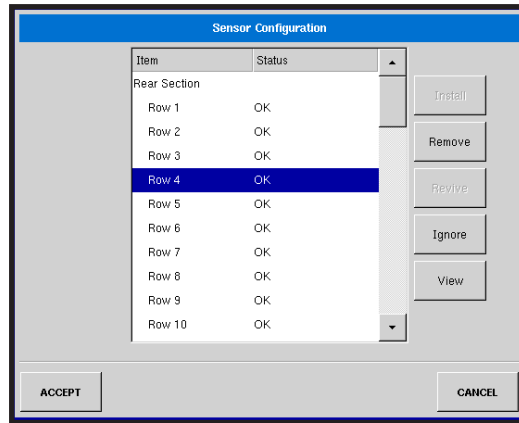 Sensor Configuration
Item Status
Rear Section
Row 1 OK
Row 2 OK
Row 3 OK
Row 4 OK
Row 5 OK
Row 6 OK
Row 7 OK
Row 8 OK
Row 9 OK
Row 10 OK
Install
Remove
Revive
Ignore
View
ACCEPT
CANCEL